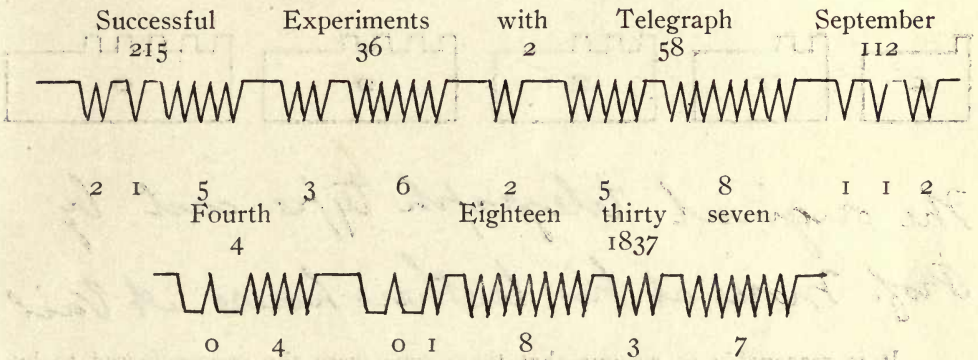 Successful Experiments with Telegraph September
215 36 2 58 112
2 1 5 3 6 2 5 8 1 1 2
Fourth Eighteen thirty seven
4 1837
0 4 0 1 8 3 7